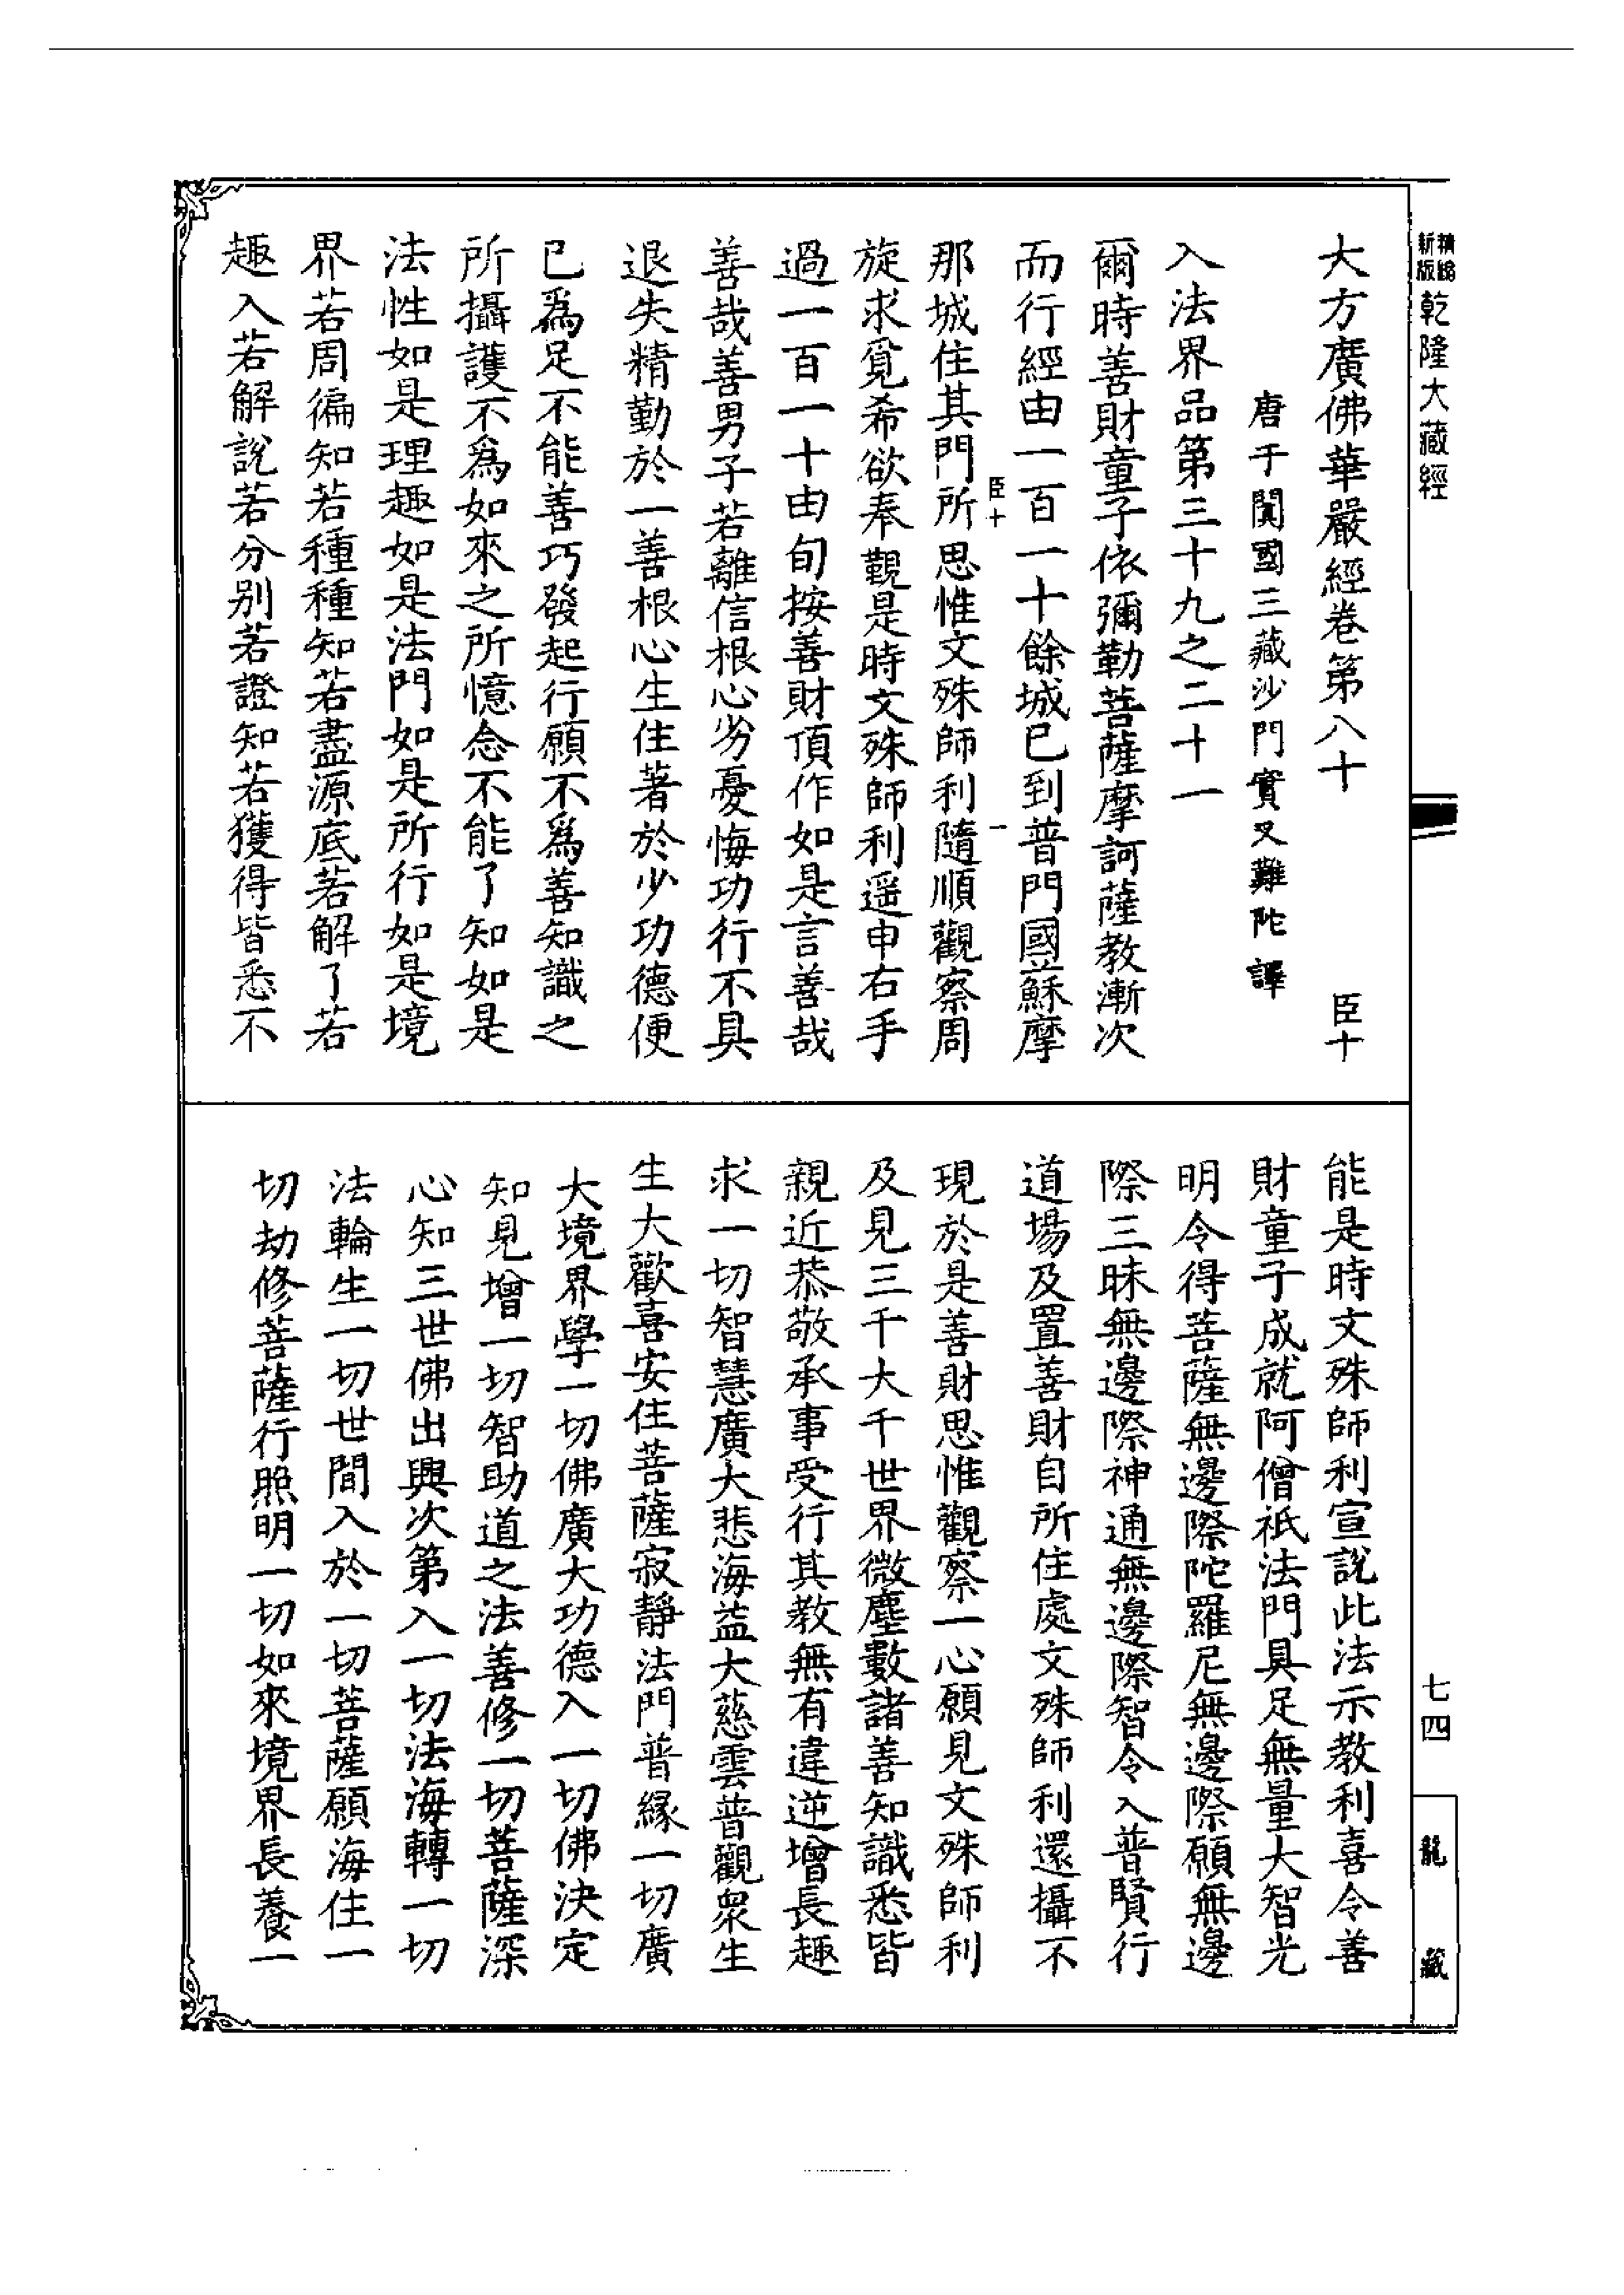 精縮新版乾隆大藏經
大方廣佛華嚴經卷第八十 臣十
唐于闐國三藏沙門實叉難陀譯
入法界品第三十九之二十一
爾時善財童子依彌勒菩薩摩訶薩教漸次
而行經由一百一十餘城已到普門國蘇摩
臣十 一
那城住其門所思惟文殊師利隨順觀察周
旋求覓希欲奉覲是時文殊師利遥申右手
過一百一十由旬按善財頂作如是言善哉
善哉善男子若離信根心劣憂悔功行不具
退失精勤於一善根心生住著於少功德便
已為足不能善巧發起行願不為善知識之
所攝護不為如來之所憶念不能了知如是
法性如是理趣如是法門如是所行如是境
界若周徧知若種種知若盡源底若解了若
趣入若解說若分別若證知若獲得皆悉不
能是時文殊師利宣說此法示教利喜令善
財童子成就阿僧祇法門具足無量大智光
明令得菩薩無邊際陀羅尼無邊際願無邊
際三昧無邊際神通無邊際智令入普賢行
道場及置善財自所住處文殊師利還攝不
現於是善財思惟觀察一心願見文殊師利
及見三千大千世界微塵數諸善知識悉皆
親近恭敬承事受行其教無有違逆增長趣
求一切智慧廣大悲海益大慈雲普觀眾生
生大歡喜安住菩薩寂靜法門普緣一切廣
大境界學一切佛廣大功德入一切佛決定
知見增一切智助道之法善修一切菩薩深
心知三世佛出興次第入一切法海轉一切
法輪生一切世間入於一切菩薩願海住一
切劫修菩薩行照明一切如來境界長養一
七四
龍藏